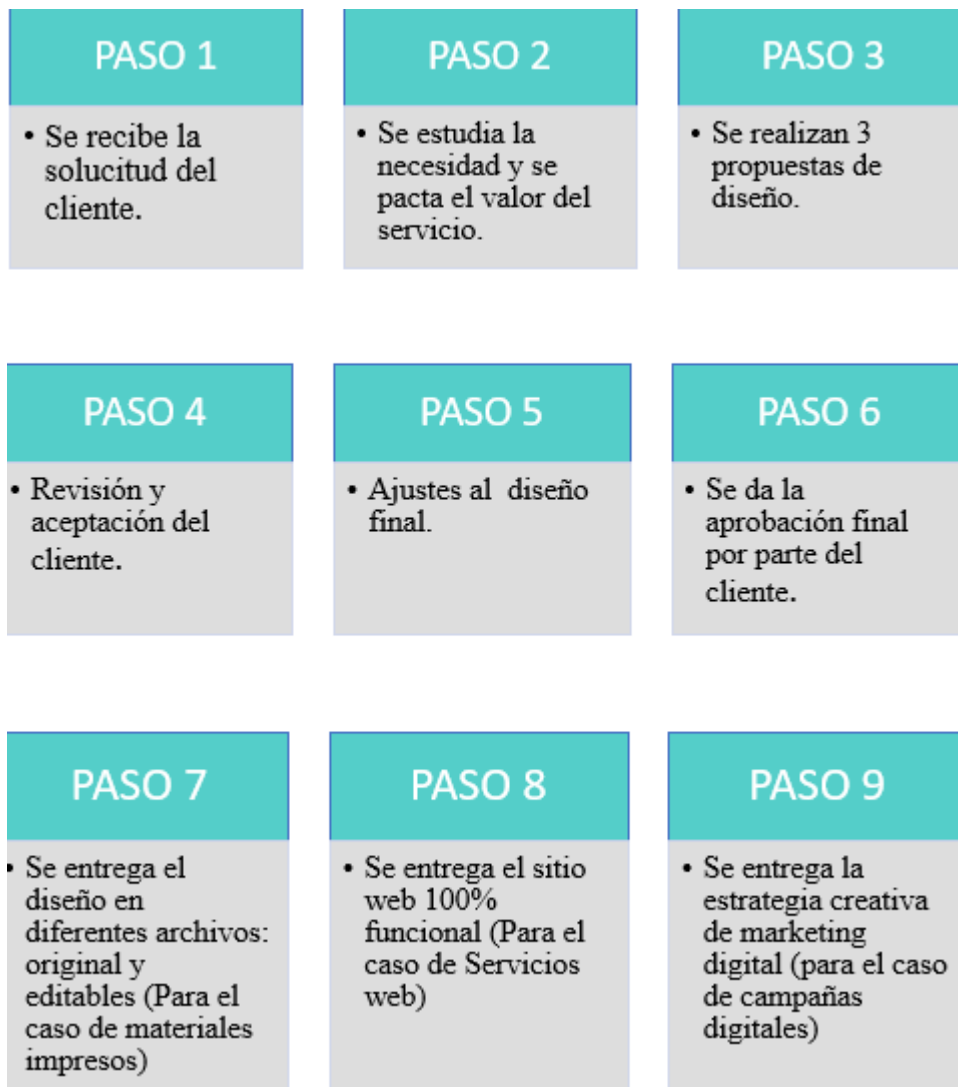 PASO 1
• Se recibe la
solucitud del
cliente.
PASO 2
• Se estudia la
necesidad y se
pacta el valor del
servicio.
PASO 3
• Se realizan 3
propuestas de
diseño.
PASO 4
• Revisión y
aceptación del
cliente.
PASO 5
• Ajustes al  diseño
final.
PASO 6
• Se da la
aprobación final
por parte del
cliente.
PASO 7
• Se entrega el
diseño en
diferentes archivos:
original y
editables (Para el
caso de materiales
impresos)
PASO 8
• Se entrega el sitio
web 100%
funcional (Para el
caso de Servicios
web)
PASO 9
• Se entrega la
estrategia creativa
de marketing
digital (para el caso
de campañas
digitales)